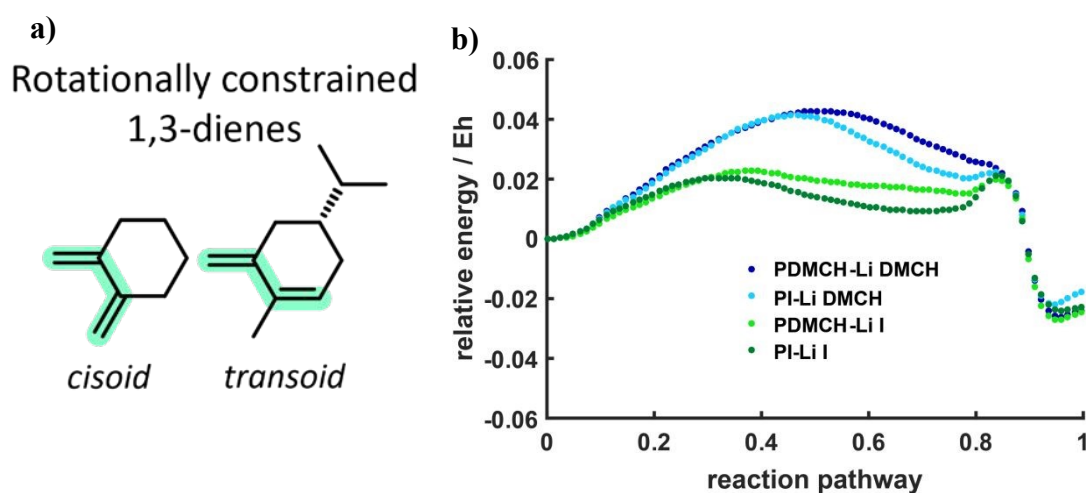 a)
Rotationally constrained
1,3-dienes
cisoid
transoid
b)
0.06
0.04
0.02
0
-0.02
-0.04
-0.06
relative energy / Eh
PDMCH-Li DMCH
PI-Li DMCH
PDMCH-Li I
PI-Li I
0
0.2
0.4
0.6
0.8
1
reaction pathway